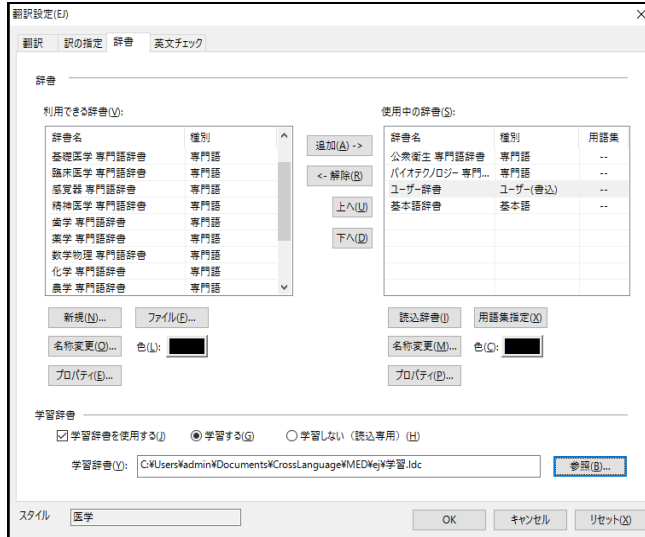 翻訳設定(EJ)
翻訳 訳の指定 辞書 英文チェック
辞書
利用できる辞書(V): 使用中の辞書(S):
辞書名 種別
基礎医学 専門語辞書 専門語
臨床医学 専門語辞書 専門語
感覚器 専門語辞書 専門語
精神医学 専門語辞書 専門語
歯学 専門語辞書 専門語
薬学 専門語辞書 専門語
数学物理 専門語辞書 専門語
化学 専門語辞書 専門語
農学 専門語辞書 専門語
追加(A) ->
<- 解除(R)
上へ(U)
下へ(D)
辞書名 種別 用語集
公衆衛生 専門語辞書 専門語 --
バイオテクノロジー 専門... 専門語 --
ユーザー辞書 ユーザー(書込) --
基本語辞書 基本語 --
新規(N)... ファイル(F)...
名称変更(O)... 色(L):
プロパティ(E)...
読込辞書(I) 用語集指定(X)
名称変更(M)... 色(C):
プロパティ(P)...
学習辞書
学習辞書を使用する(J) 学習する(G) 学習しない（読込専用）(H)
学習辞書(Y): C:¥Users¥admin¥Documents¥CrossLanguage¥MED¥ej¥学習.ldc 参照(B)...
スタイル 医学 OK キャンセル リセット(X)